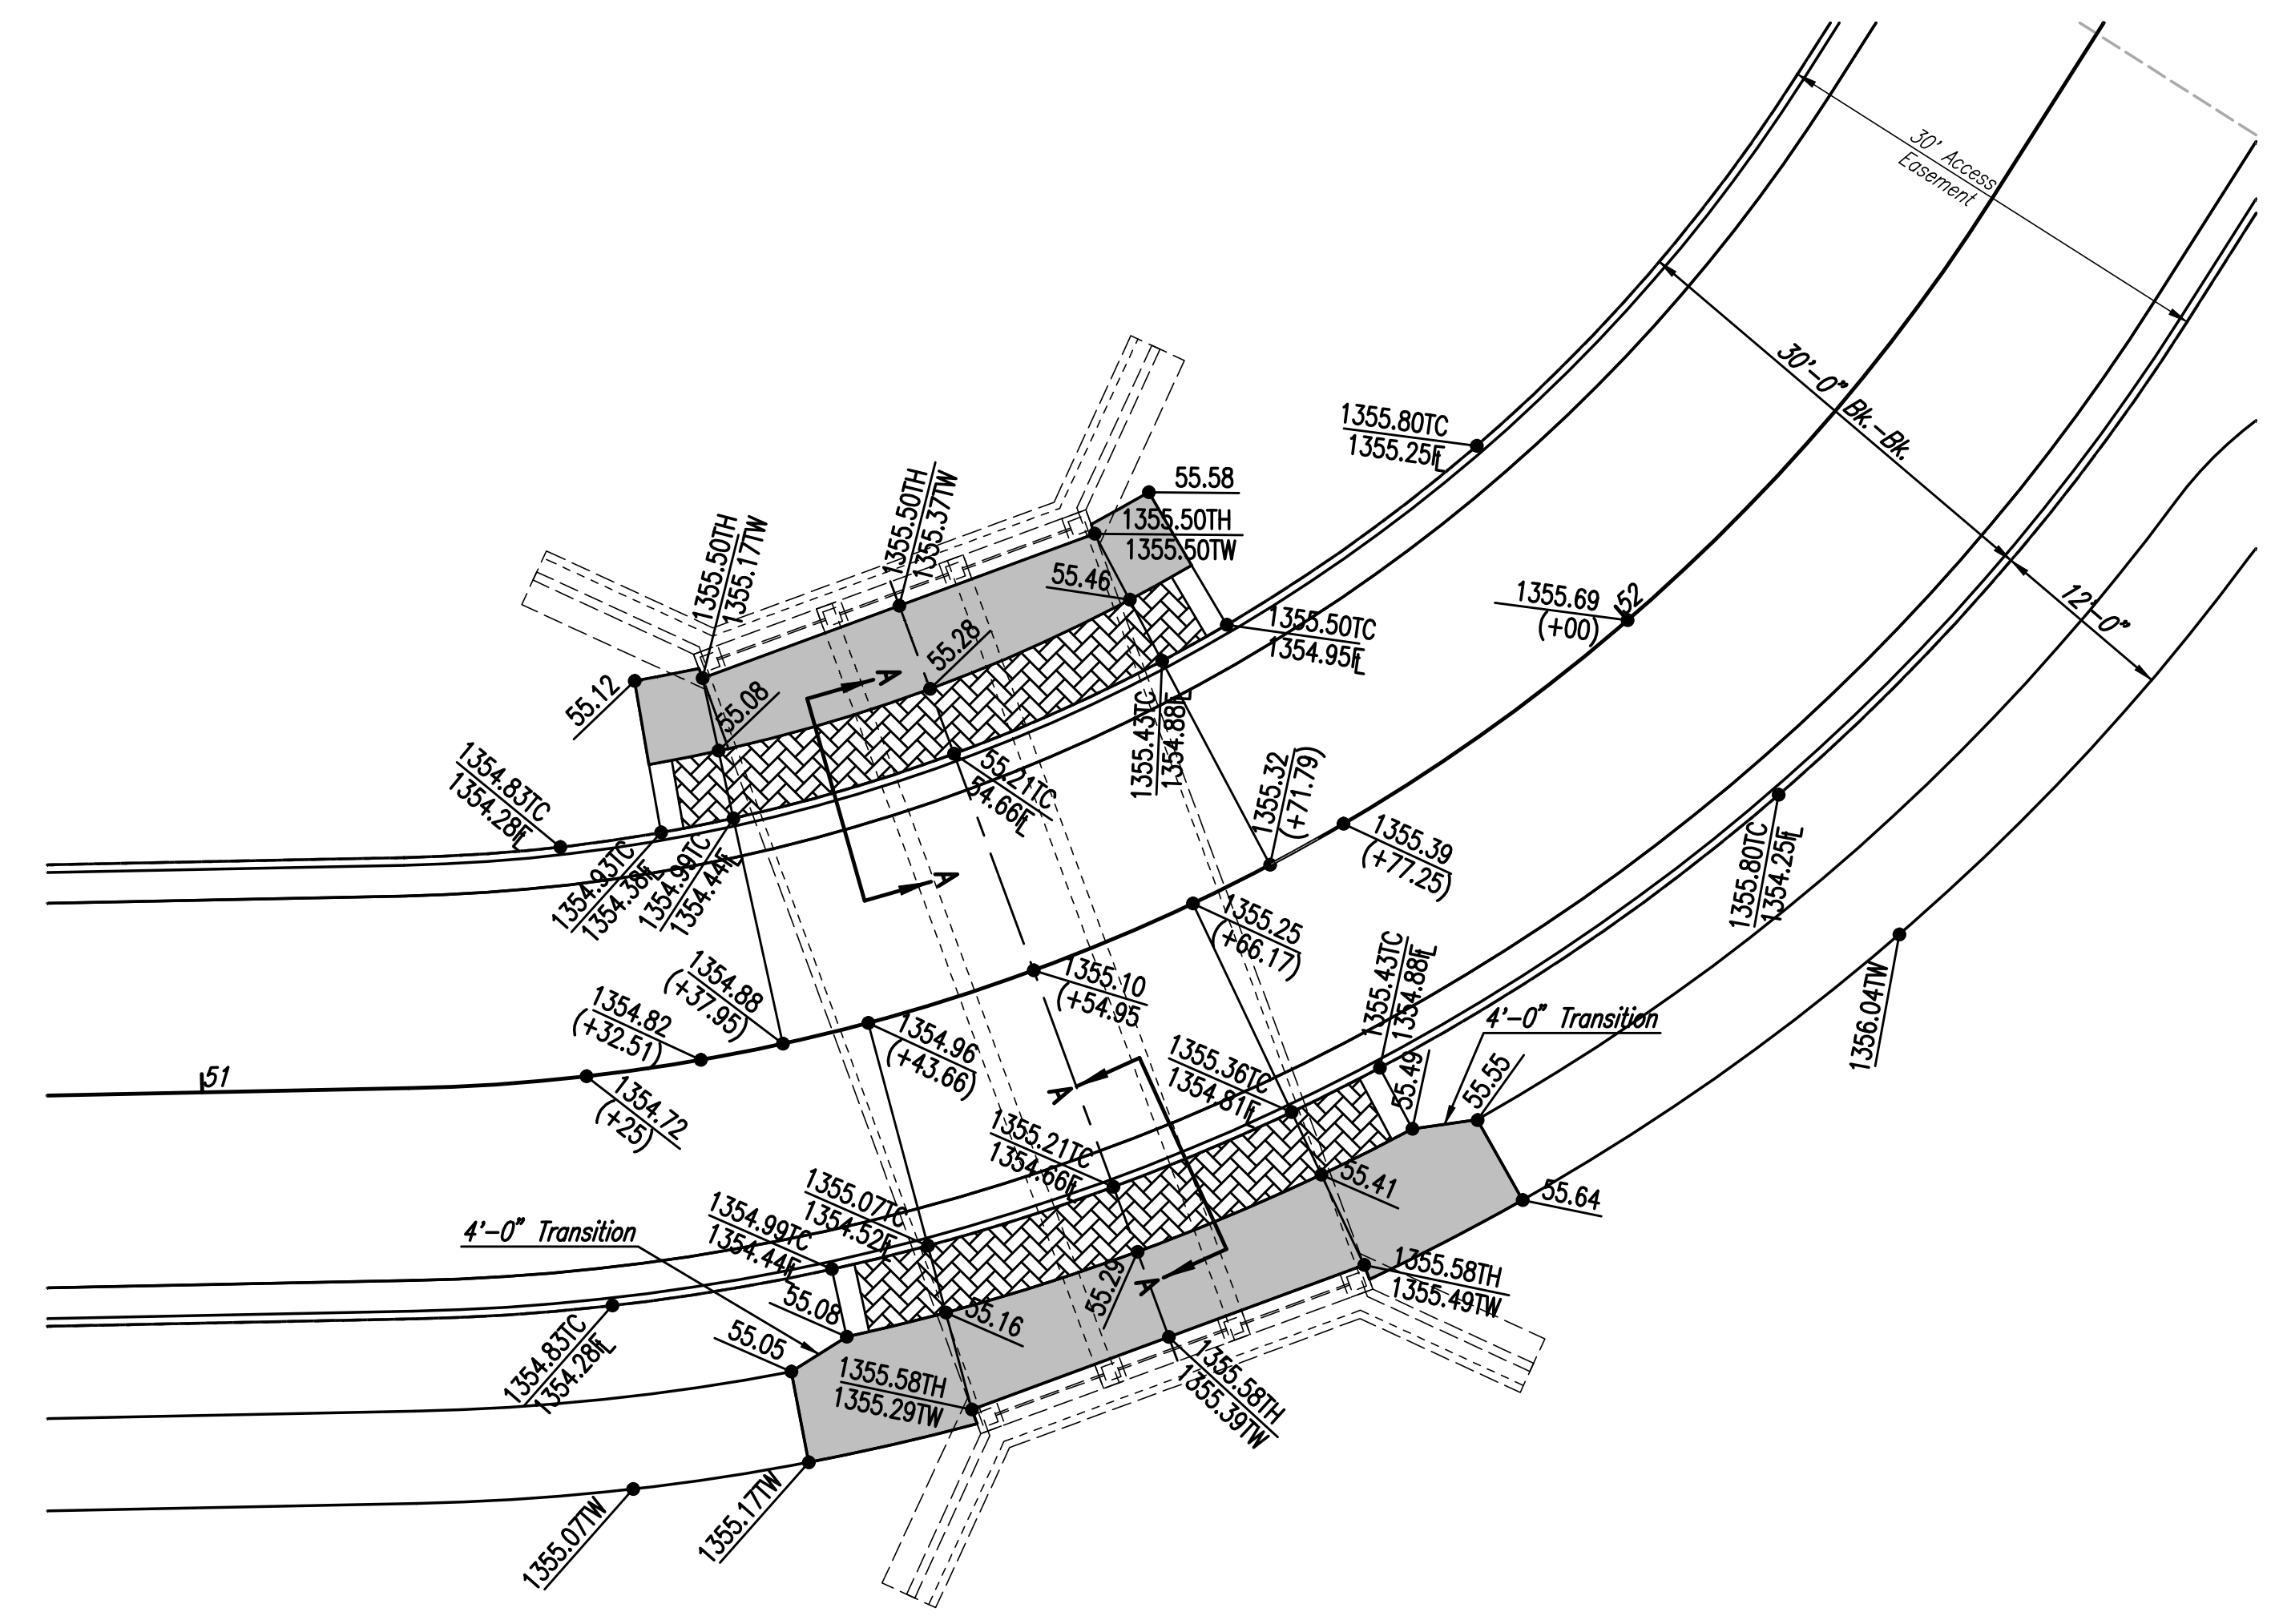 30' Access
Easement
30'-0" Bk.-Bk.
12'-0"
1355.80TC
1355.25FL
55.58
1355.50TH
1355.50TW
1355.50TH
1355.37TW
1355.50TH
1355.17TW
55.46
55.28
55.08
55.12
A
A
1355.69
(+00)
52
1355.50TC
1354.95FL
1355.43TC
1354.88FL
55.21TC
54.66FL
1354.83TC
1354.28FL
1354.93TC
1354.38FL
1354.99TC
1354.44FL
1355.32
(+71.79)
1355.39
(+77.25)
1355.25
(+66.17)
1355.10
(+54.95
1354.88
(+37.95)
1354.82
(+32.51)
1354.96
(+43.66)
51
1354.72
(+25)
1355.80TC
1354.25FL
1356.04TW
1355.43TC
1354.88FL
4'-0" Transition
55.49
55.55
55.64
1355.36TC
1354.81FL
A
A
1355.21TC
1354.66FL
1355.07TC
1354.52FL
1354.99TC
1354.44FL
4'-0" Transition
55.41
55.29
55.16
55.08
55.05
1355.58TH
1355.49TW
1355.58TH
1355.39TW
1355.58TH
1355.29TW
1354.83TC
1354.28FL
1355.17TW
1355.07TW